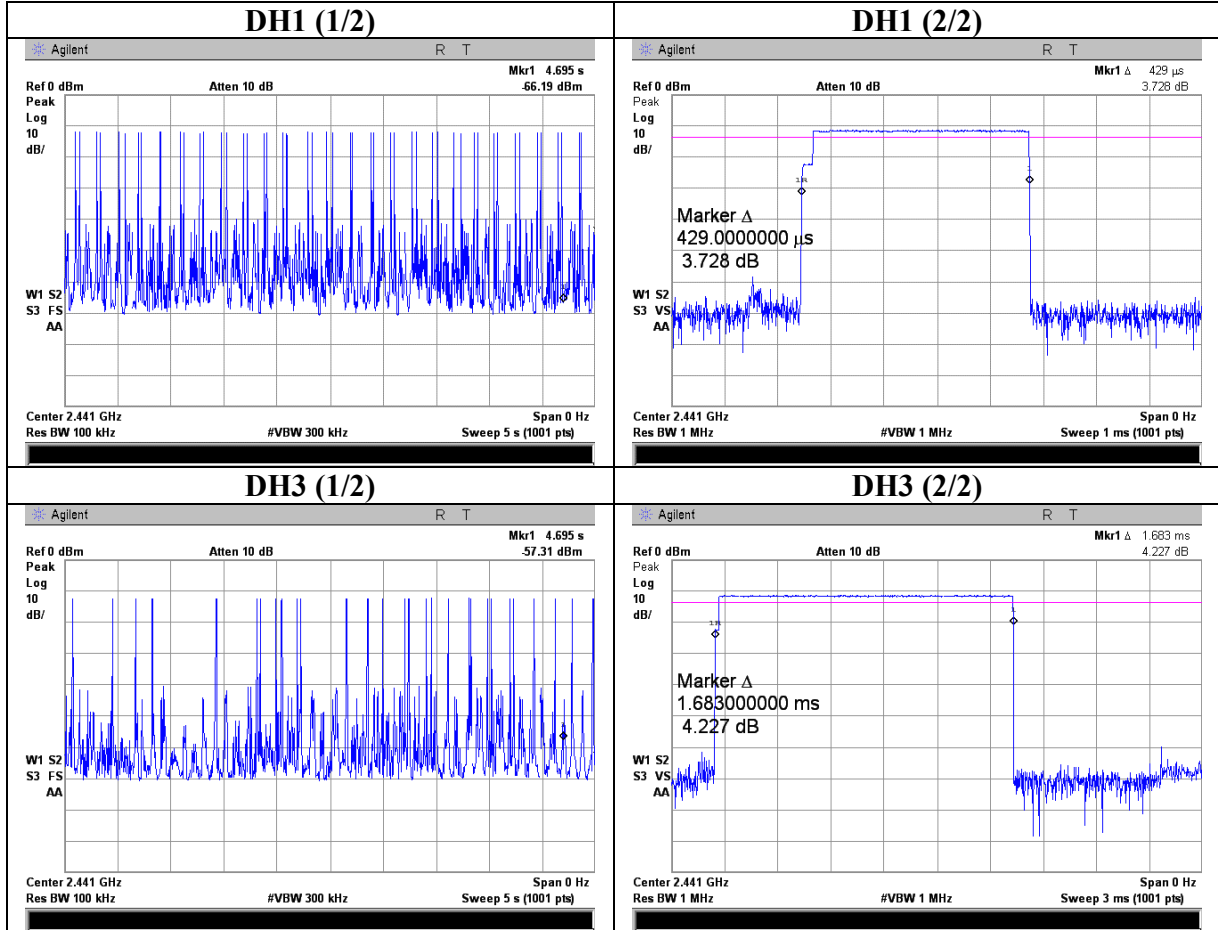 DH1 (1/2)
Agilent R T
Mkr1 4.695 s
Ref 0 dBm Atten 10 dB -66.19 dBm
Peak
Log
10
dB/
W1 S2
S3 FS
AA
Center 2.441 GHz Span 0 Hz
Res BW 100 kHz #VBW 300 kHz Sweep 5 s (1001 pts)
DH1 (2/2)
Agilent R T
Mkr1 Δ 429 μs
Ref 0 dBm Atten 10 dB 3.728 dB
Peak
Log
10
dB/
1R
1
Marker Δ
429.0000000 μs
3.728 dB
W1 S2
S3 VS
AA
Center 2.441 GHz Span 0 Hz
Res BW 1 MHz #VBW 1 MHz Sweep 1 ms (1001 pts)
DH3 (1/2)
Agilent R T
Mkr1 4.695 s
Ref 0 dBm Atten 10 dB -57.31 dBm
Peak
Log
10
dB/
W1 S2
S3 FS
AA
Center 2.441 GHz Span 0 Hz
Res BW 100 kHz #VBW 300 kHz Sweep 5 s (1001 pts)
DH3 (2/2)
Agilent R T
Mkr1 Δ 1.683 ms
Ref 0 dBm Atten 10 dB 4.227 dB
Peak
Log
10
dB/
1R
Marker Δ
1.683000000 ms
4.227 dB
W1 S2
S3 VS
AA
Center 2.441 GHz Span 0 Hz
Res BW 1 MHz #VBW 1 MHz Sweep 3 ms (1001 pts)